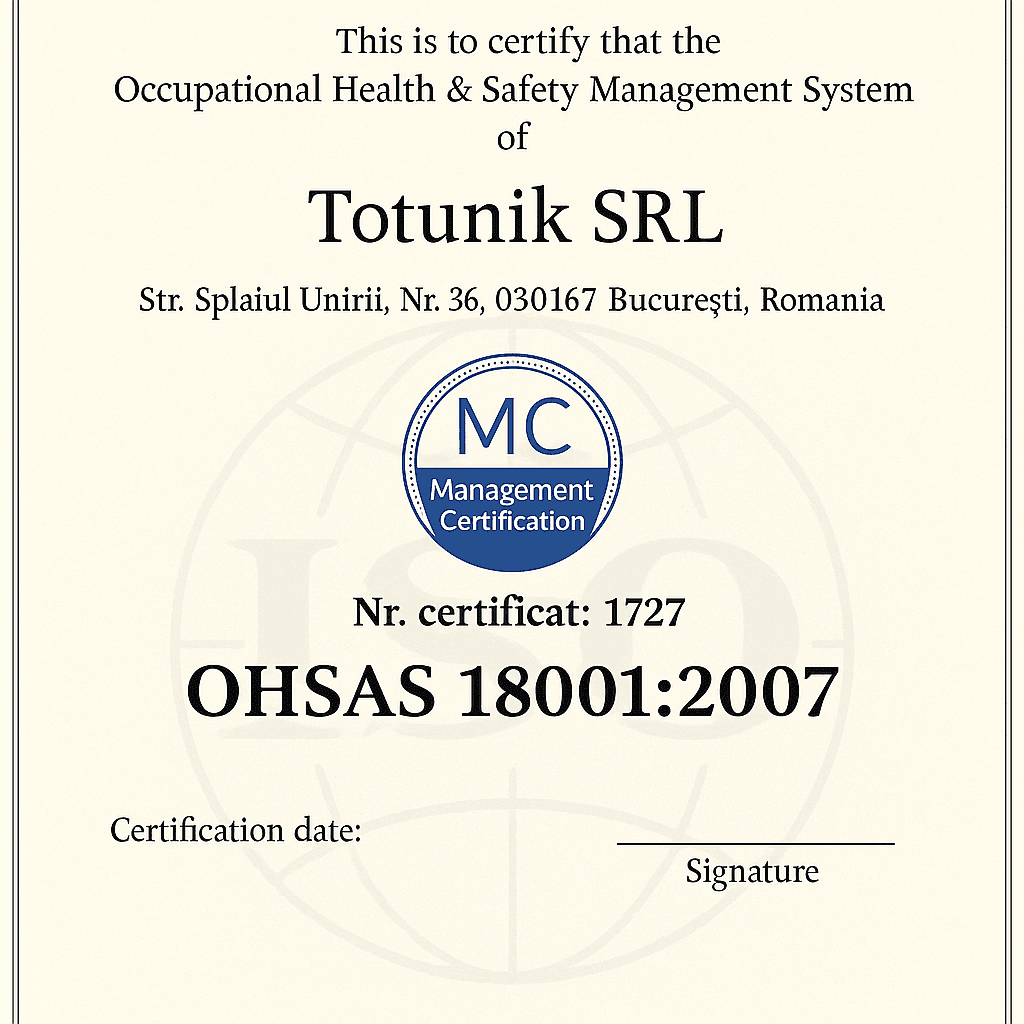 This is to certify that the
Occupational Health & Safety Management System
of
Totunik SRL
Str. Splaiul Unirii, Nr. 36, 030167 Bucureşti, Romania
MC
Management
Certification
Nr. certificat: 1727
ISO
OHSAS 18001:2007
Certification date:
Signature